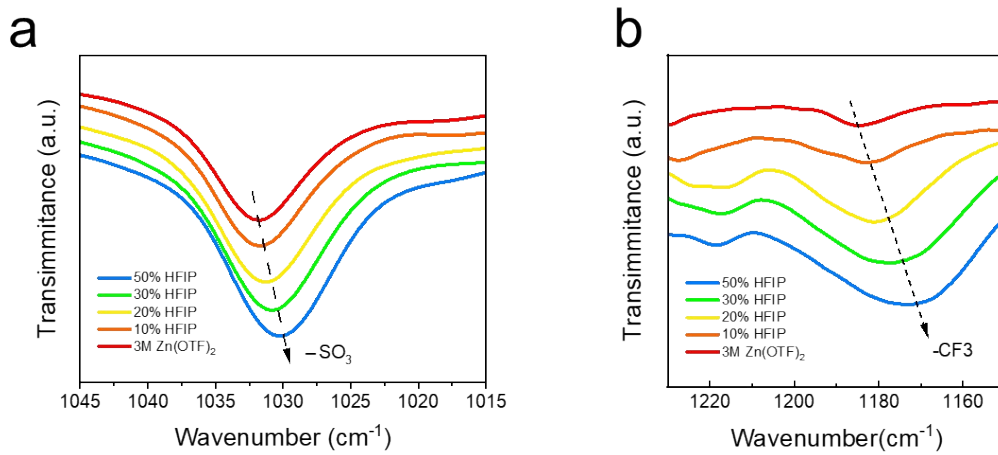 a
Transimmitance (a.u.)
50% HFIP
30% HFIP
20% HFIP
10% HFIP
3M Zn(OTF)₂
–SO₃
1045 1040 1035 1030 1025 1020 1015
Wavenumber (cm⁻¹)
b
Transimmitance (a.u.)
50% HFIP
30% HFIP
20% HFIP
10% HFIP
3M Zn(OTF)₂
-CF3
1220 1200 1180 1160
Wavenumber(cm⁻¹)